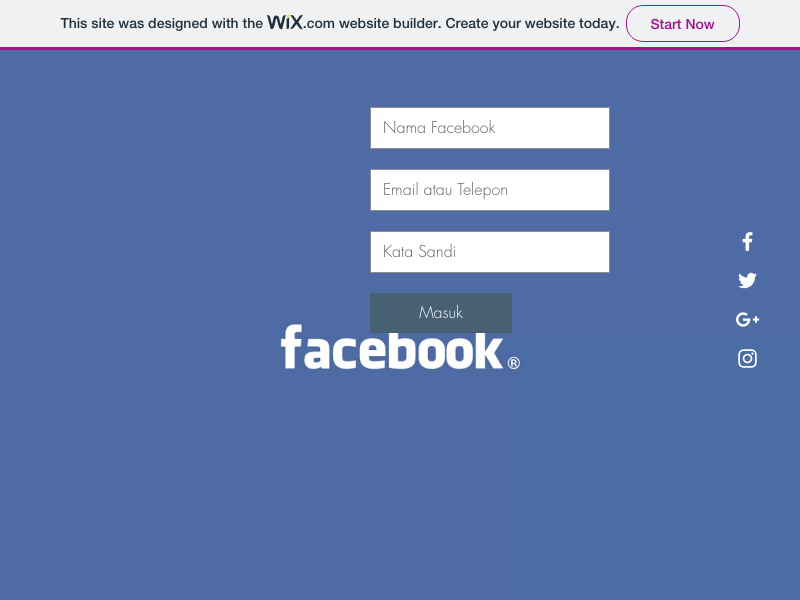 This site was designed with the WiX.com website builder. Create your website today. Start Now
Nama Facebook
Email atau Telepon
Kata Sandi
Masuk
facebook®